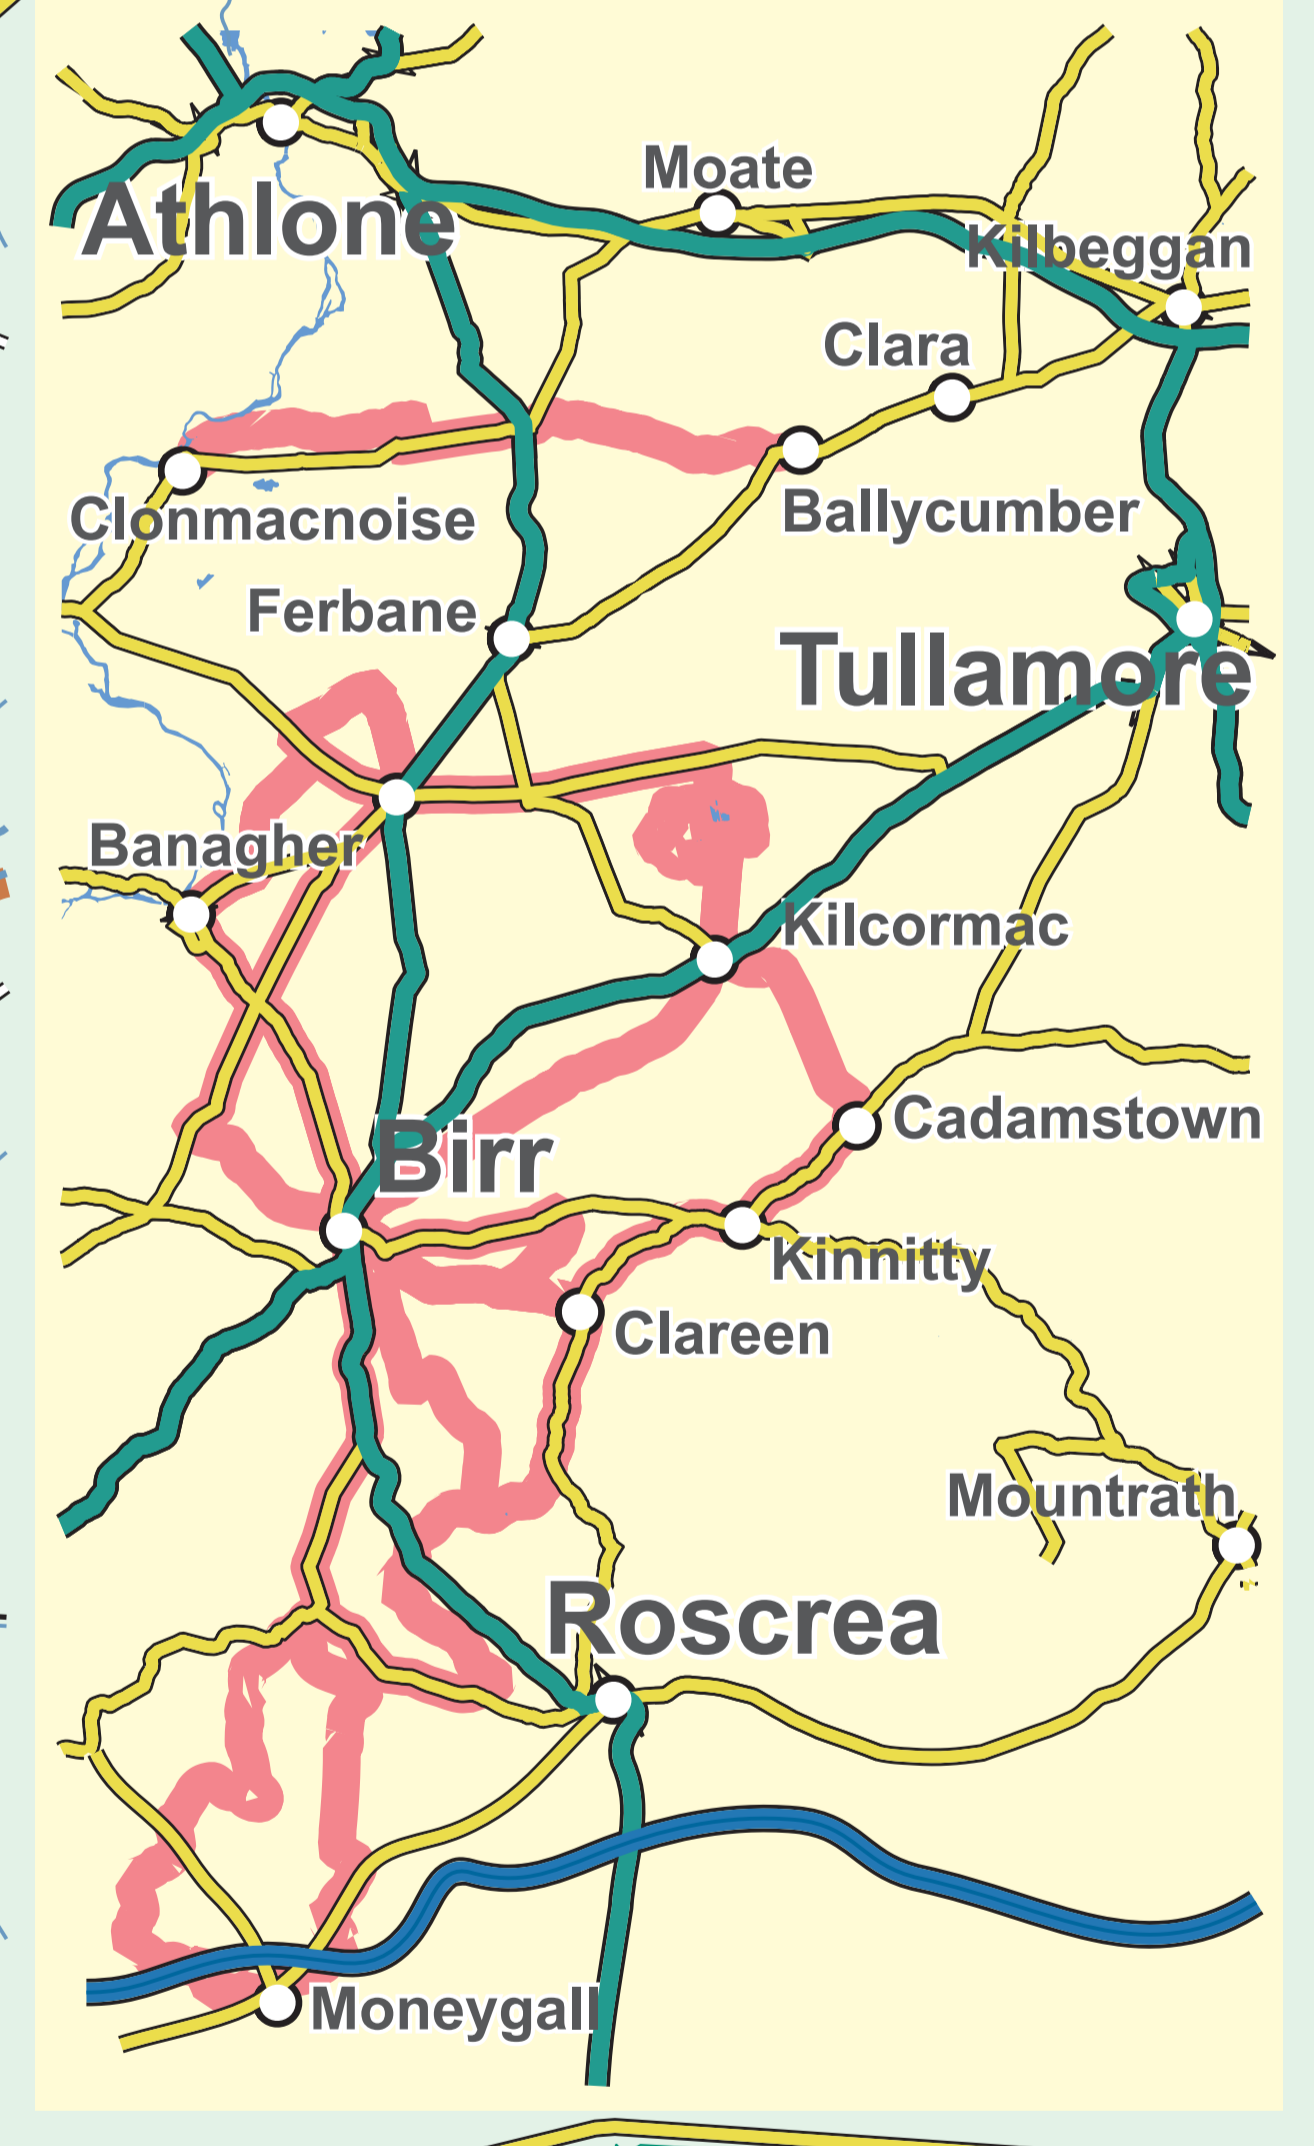 Moate
Athlone
Kilbeggan
Clara
Ballycumber
Clonmacnoise
Ferbane
Tullamore
Banagher
Kilcormac
Cadamstown
Birr
Kinnitty
Clareen
Mountrath
Roscrea
Moneygall